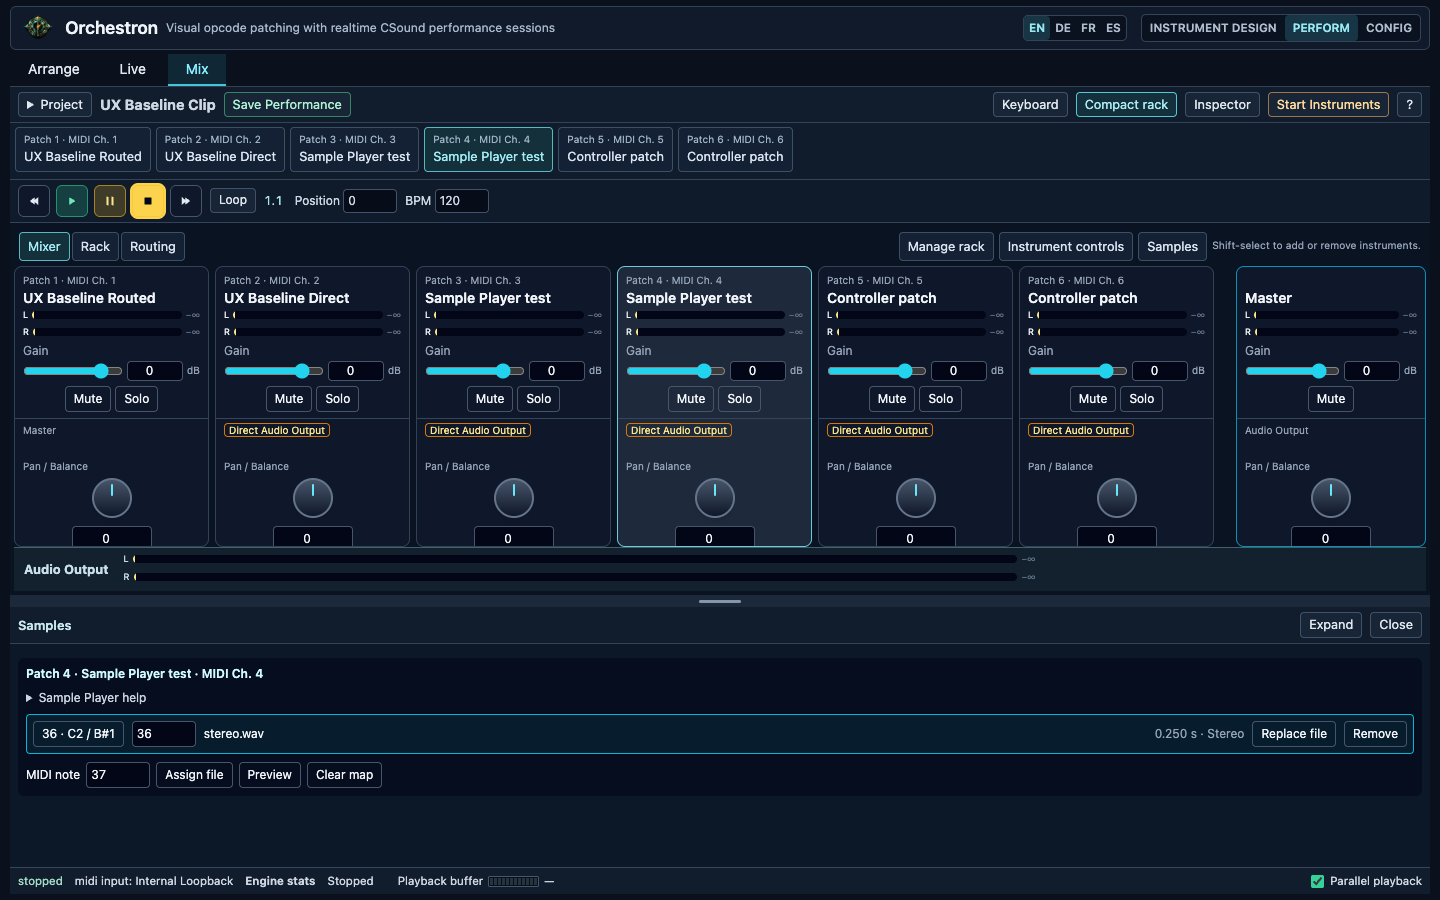 Orchestron Visual opcode patching with realtime CSound performance sessions EN DE FR ES INSTRUMENT DESIGN PERFORM CONFIG
Arrange Live Mix
Project UX Baseline Clip Save Performance Keyboard Compact rack Inspector Start Instruments ?
Patch 1 · MIDI Ch. 1 Patch 2 · MIDI Ch. 2 Patch 3 · MIDI Ch. 3 Patch 4 · MIDI Ch. 4 Patch 5 · MIDI Ch. 5 Patch 6 · MIDI Ch. 6
UX Baseline Routed UX Baseline Direct Sample Player test Sample Player test Controller patch Controller patch
Loop 1.1 Position 0 BPM 120
Mixer Rack Routing Manage rack Instrument controls Samples Shift-select to add or remove instruments.
Patch 1 · MIDI Ch. 1 Patch 2 · MIDI Ch. 2 Patch 3 · MIDI Ch. 3 Patch 4 · MIDI Ch. 4 Patch 5 · MIDI Ch. 5 Patch 6 · MIDI Ch. 6
UX Baseline Routed UX Baseline Direct Sample Player test Sample Player test Controller patch Controller patch Master
L -∞ L -∞ L -∞ L -∞ L -∞ L -∞ L -∞
R -∞ R -∞ R -∞ R -∞ R -∞ R -∞ R -∞
Gain Gain Gain Gain Gain Gain Gain
0 dB 0 dB 0 dB 0 dB 0 dB 0 dB 0 dB
Mute Solo Mute Solo Mute Solo Mute Solo Mute Solo Mute Solo Mute
Master Direct Audio Output Direct Audio Output Direct Audio Output Direct Audio Output Direct Audio Output Audio Output
Pan / Balance Pan / Balance Pan / Balance Pan / Balance Pan / Balance Pan / Balance Pan / Balance
0 0 0 0 0 0 0
Audio Output L -∞
R -∞
Samples Expand Close
Patch 4 · Sample Player test · MIDI Ch. 4
Sample Player help
36 · C2 / B#1 36 stereo.wav 0.250 s · Stereo Replace file Remove
MIDI note 37 Assign file Preview Clear map
stopped midi input: Internal Loopback Engine stats Stopped Playback buffer — Parallel playback